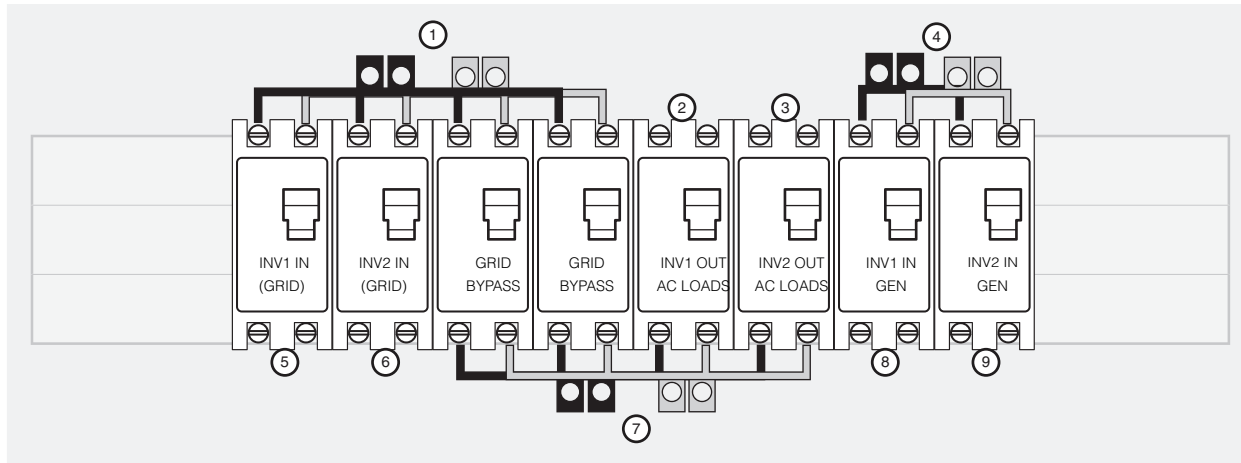 1
4
2
3
INV1 IN
(GRID)
INV2 IN
(GRID)
GRID
BYPASS
GRID
BYPASS
INV1 OUT
AC LOADS
INV2 OUT
AC LOADS
INV1 IN
GEN
INV2 IN
GEN
5
6
8
9
7